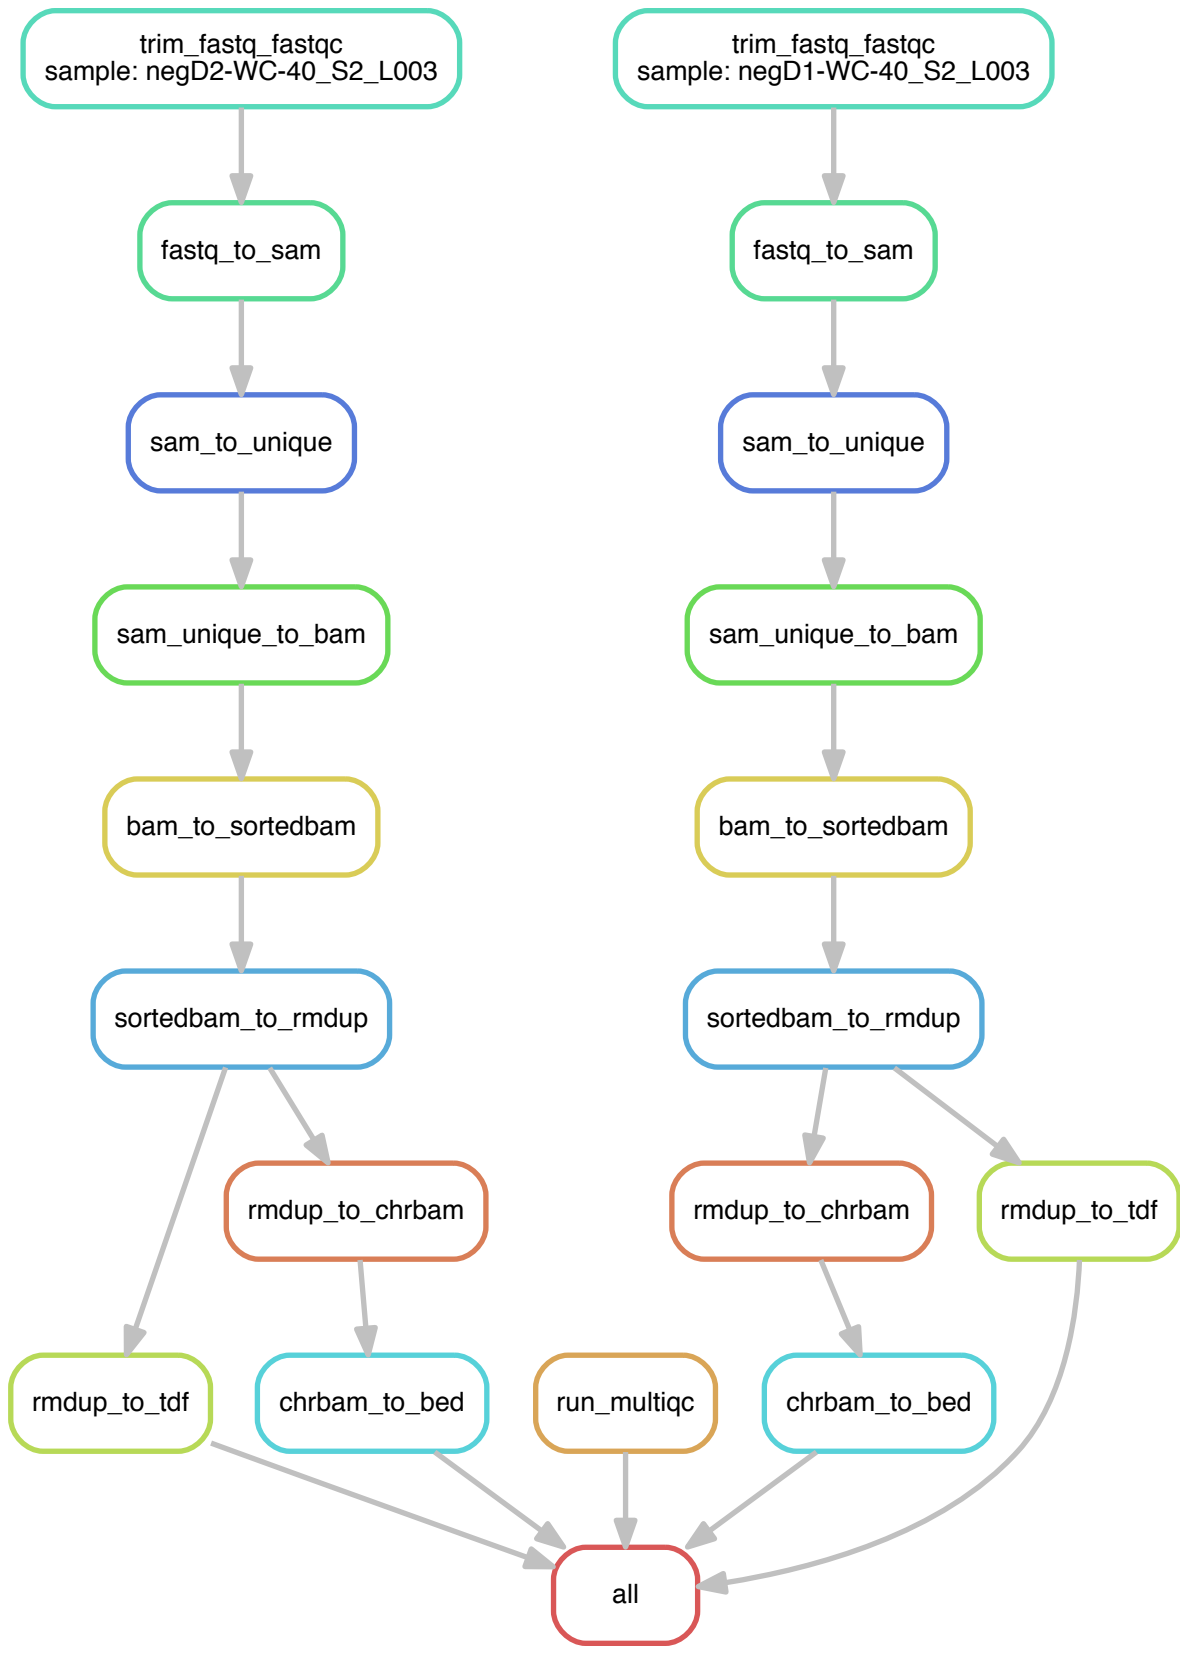 trim_fastq_fastqc
sample: negD2-WC-40_S2_L003
trim_fastq_fastqc
sample: negD1-WC-40_S2_L003
fastq_to_sam
fastq_to_sam
sam_to_unique
sam_to_unique
sam_unique_to_bam
sam_unique_to_bam
bam_to_sortedbam
bam_to_sortedbam
sortedbam_to_rmdup
sortedbam_to_rmdup
rmdup_to_chrbam
rmdup_to_chrbam
rmdup_to_tdf
rmdup_to_tdf
chrbam_to_bed
run_multiqc
chrbam_to_bed
all